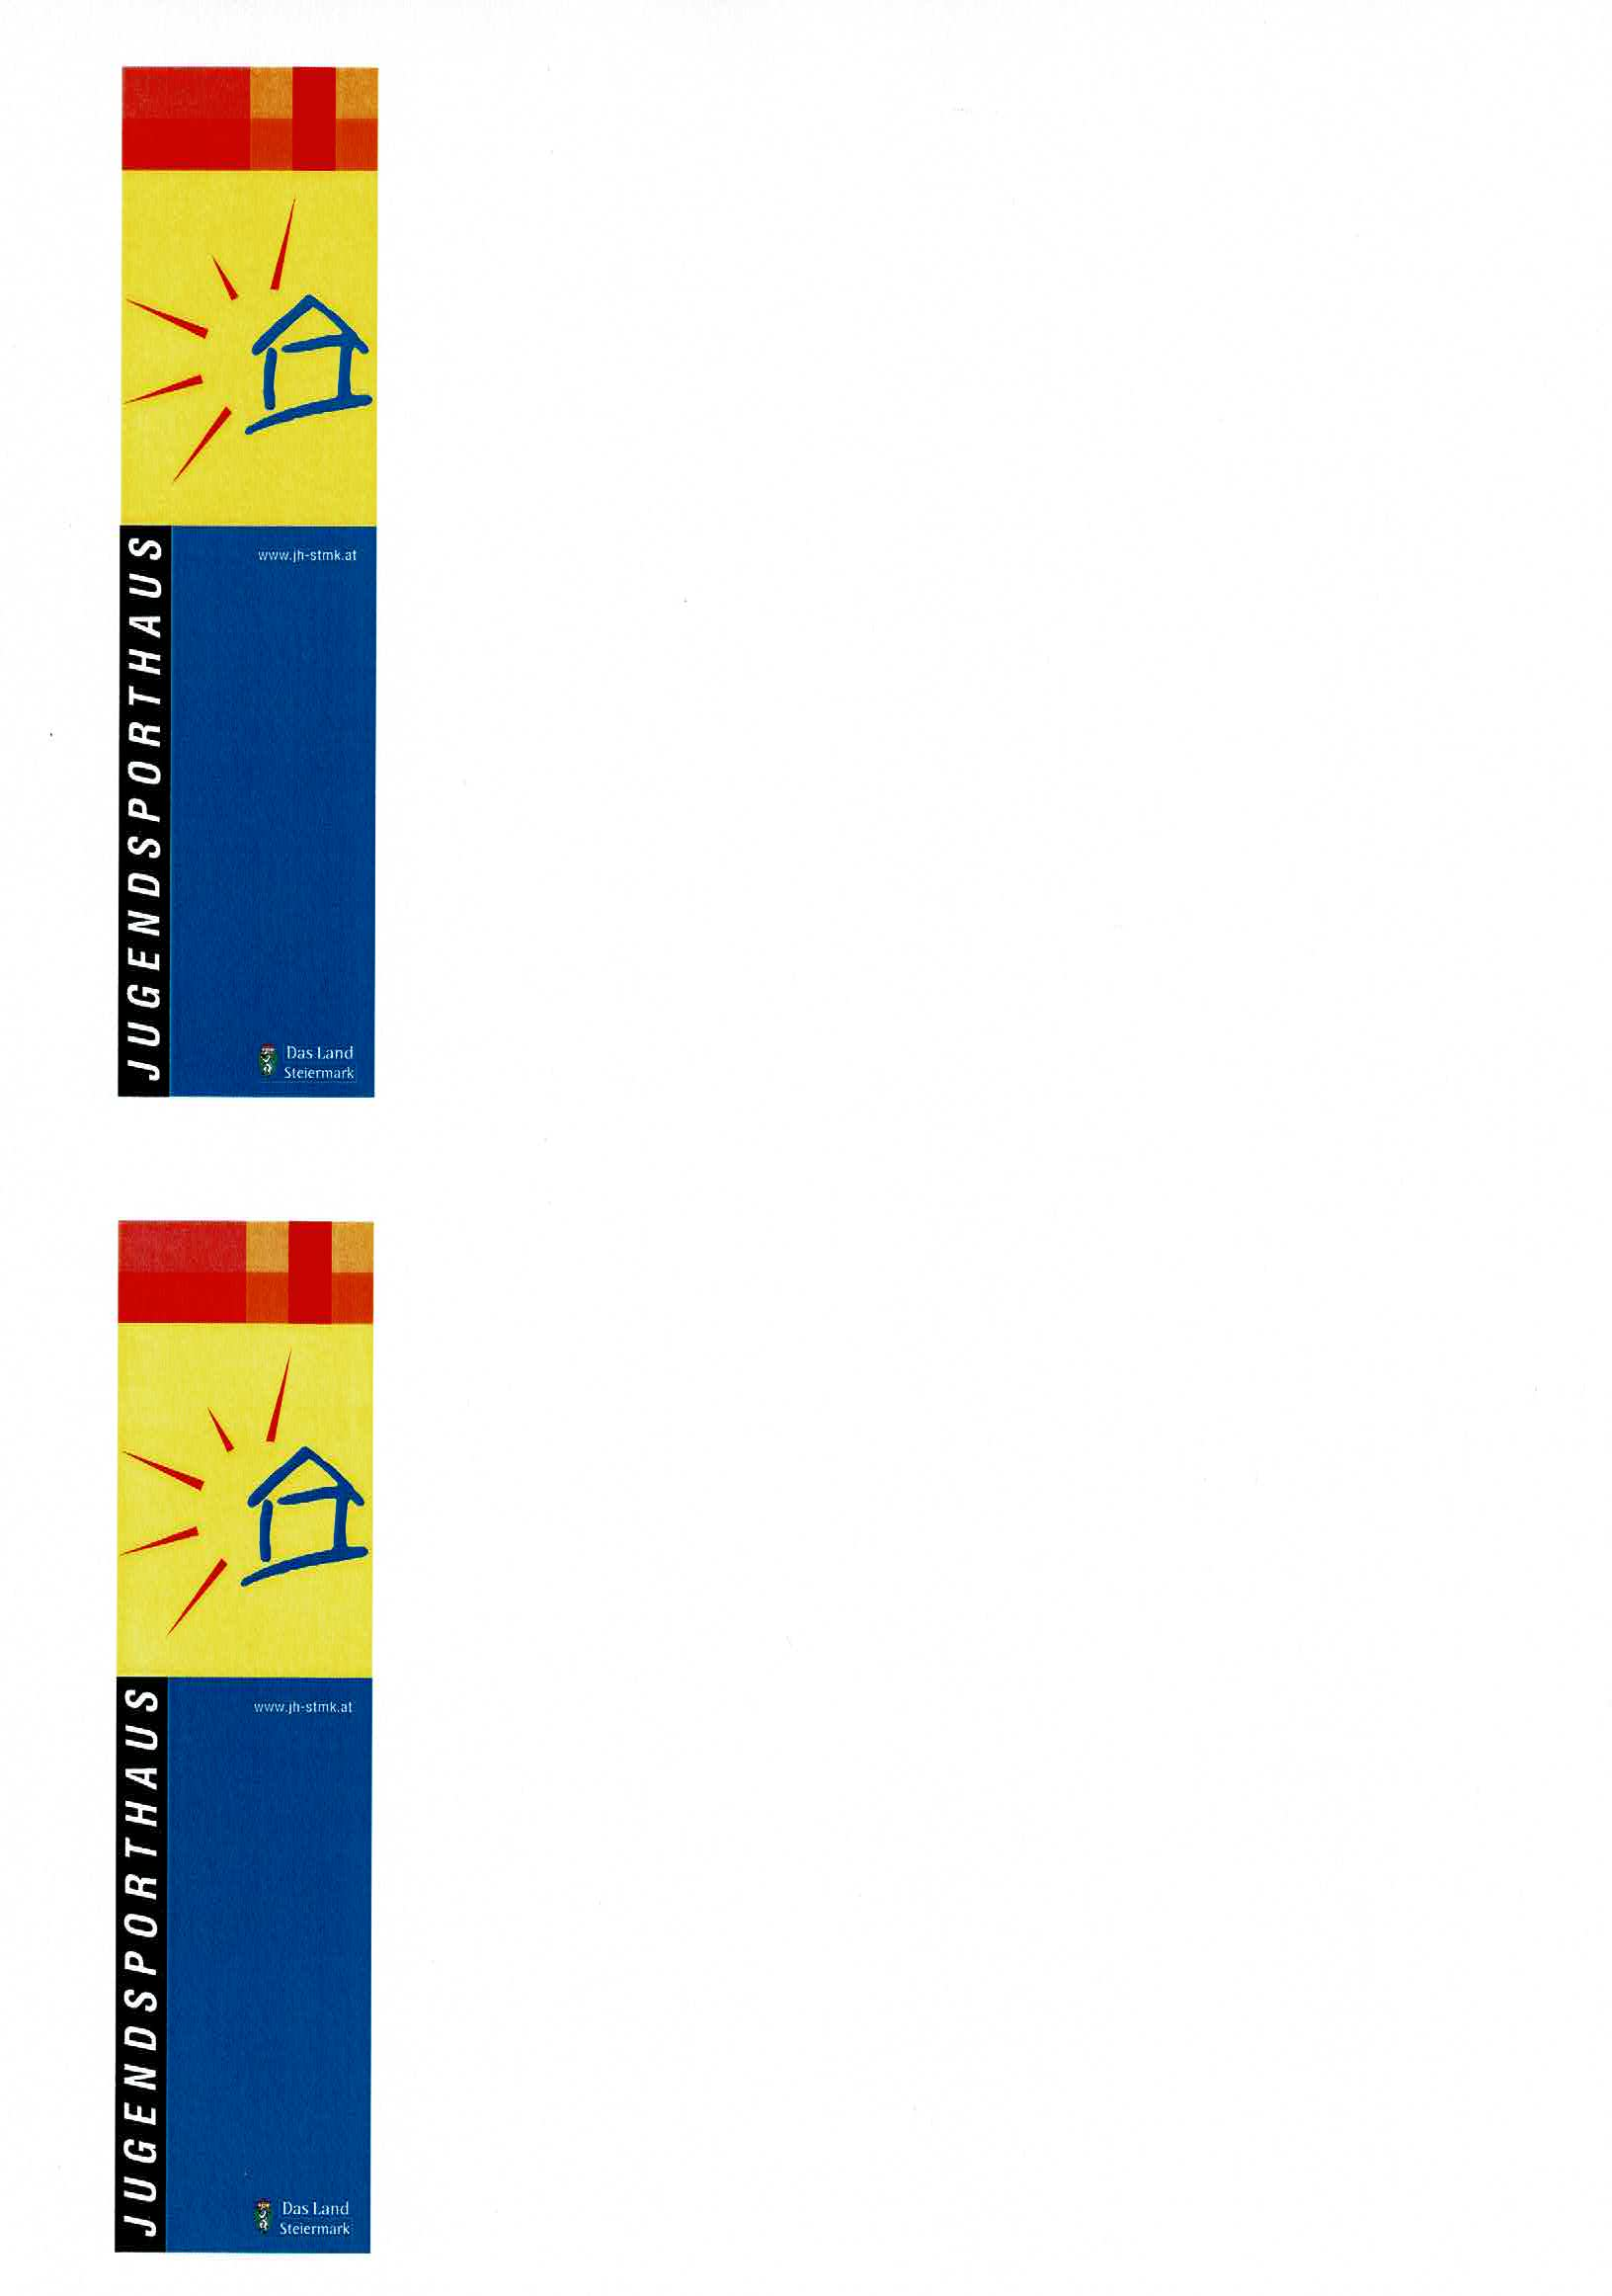 www.jh-stmk.at
JUGENDSPORTHAUS
Das Land
Steiermark
www.jh-stmk.at
JUGENDSPORTHAUS
Das Land
Steiermark